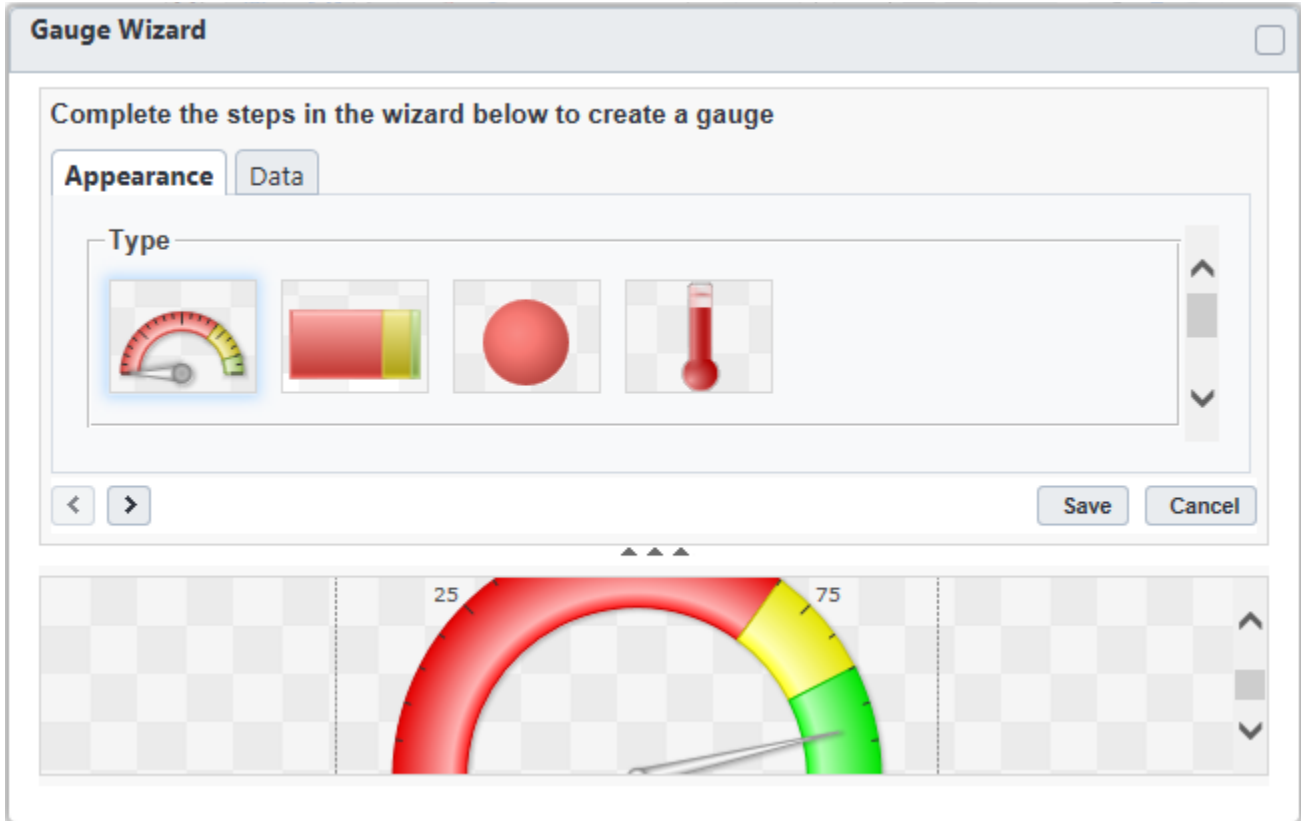 Gauge Wizard
Complete the steps in the wizard below to create a gauge
Appearance Data
Type
Save Cancel
25 75